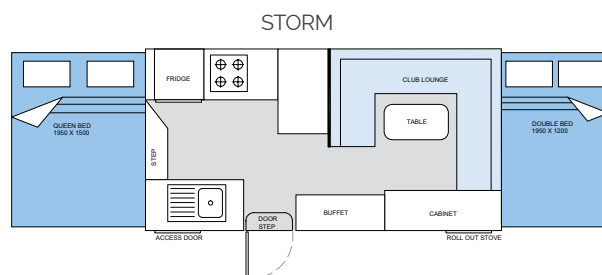 STORM
FRIDGE
CLUB LOUNGE
TABLE
QUEEN BED
1950 X 1500
DOUBLE BED
1950 X 1200
STEP
DOOR
STEP
BUFFET
CABINET
ACCESS DOOR
ROLL OUT STOVE